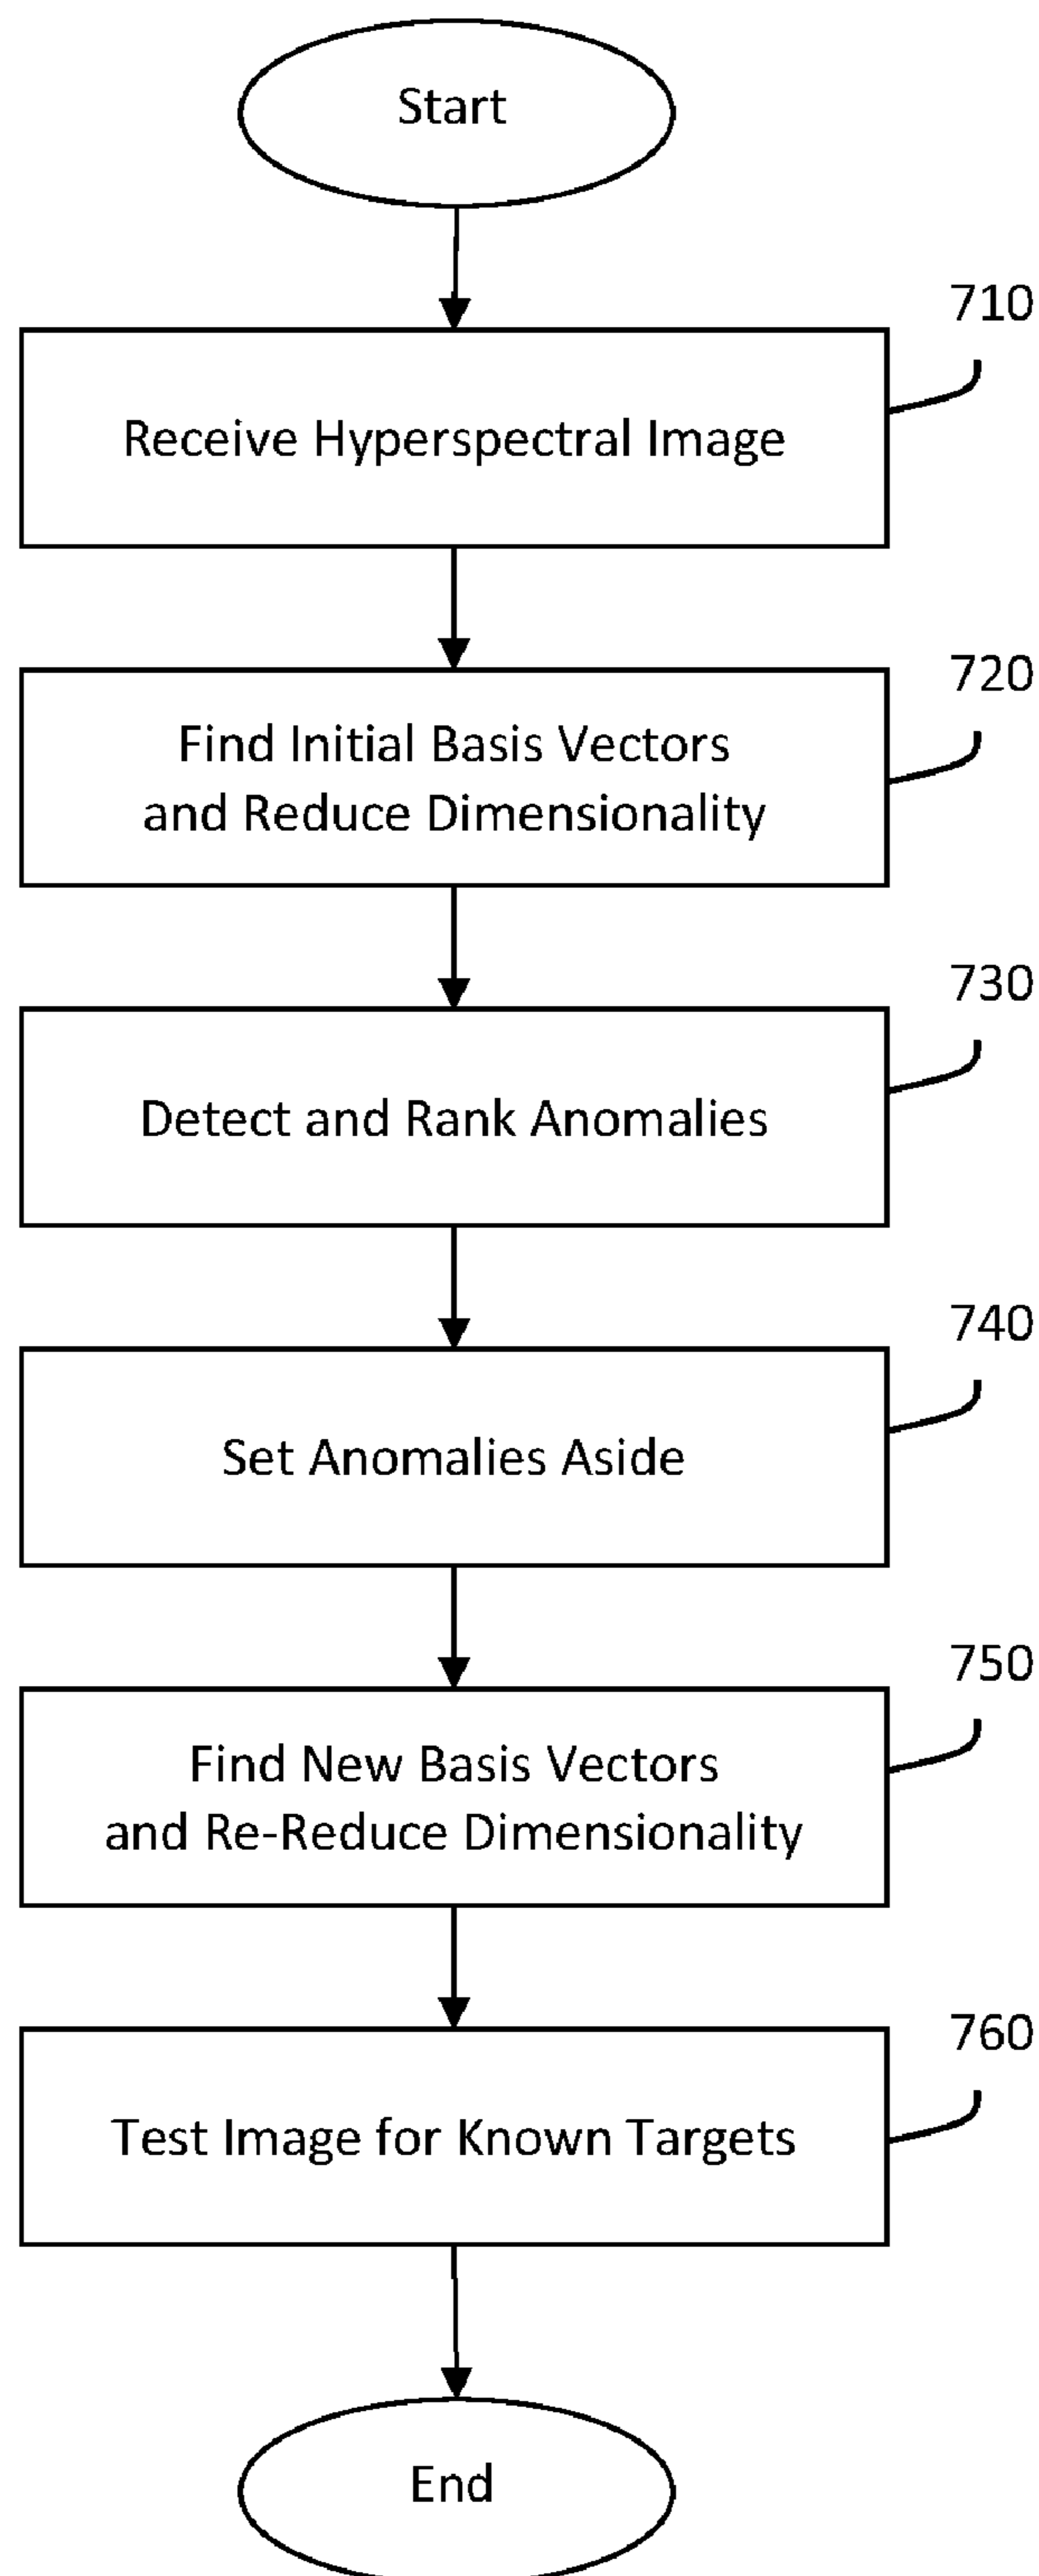 Start
710
Receive Hyperspectral Image
720
Find Initial Basis Vectors
and Reduce Dimensionality
730
Detect and Rank Anomalies
740
Set Anomalies Aside
750
Find New Basis Vectors
and Re-Reduce Dimensionality
760
Test Image for Known Targets
End